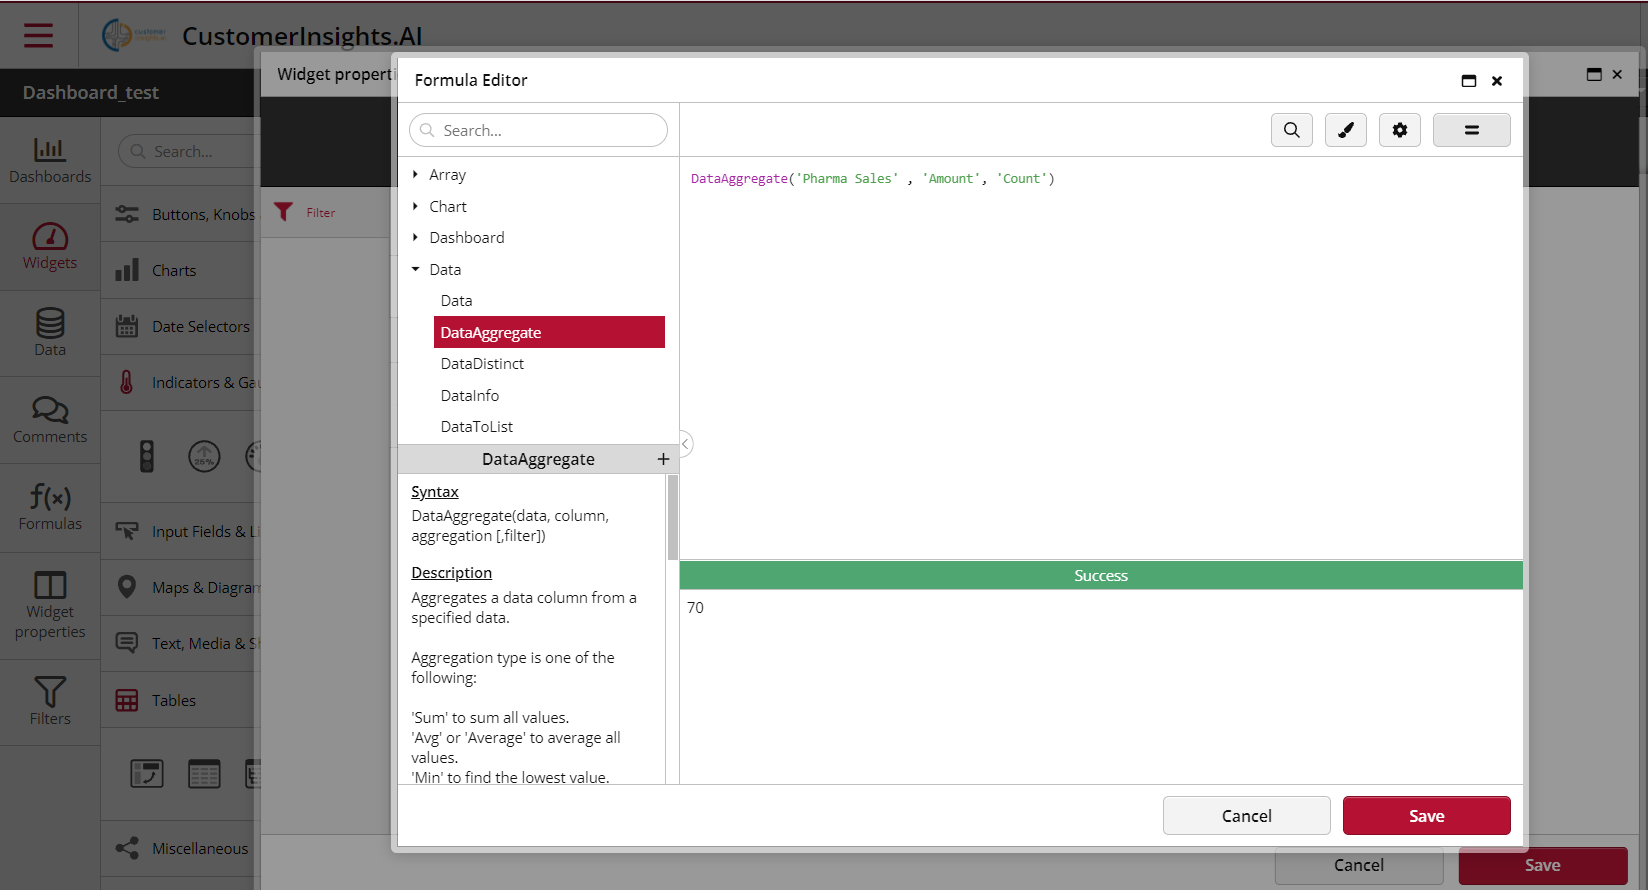 CustomerInsights.AI
Dashboard_test
Dashboards
Widgets
Data
Comments
Formulas
Widget
properties
Filters
Search...
Buttons, Knobs
Charts
Date Selectors
Indicators & Gau
26%
Input Fields & Li
Maps & Diagram
Text, Media & Sh
Tables
Miscellaneous
Widget properti
Filter
Formula Editor
Search...
Array
Chart
Dashboard
Data
Data
DataAggregate
DataDistinct
DataInfo
DataToList
DataAggregate +
Syntax
DataAggregate(data, column,
aggregation [,filter])
Description
Aggregates a data column from a
specified data.
Aggregation type is one of the
following:
'Sum' to sum all values.
'Avg' or 'Average' to average all
values.
'Min' to find the lowest value.
DataAggregate('Pharma Sales' , 'Amount', 'Count')
Success
70
Cancel
Save
Cancel
Save